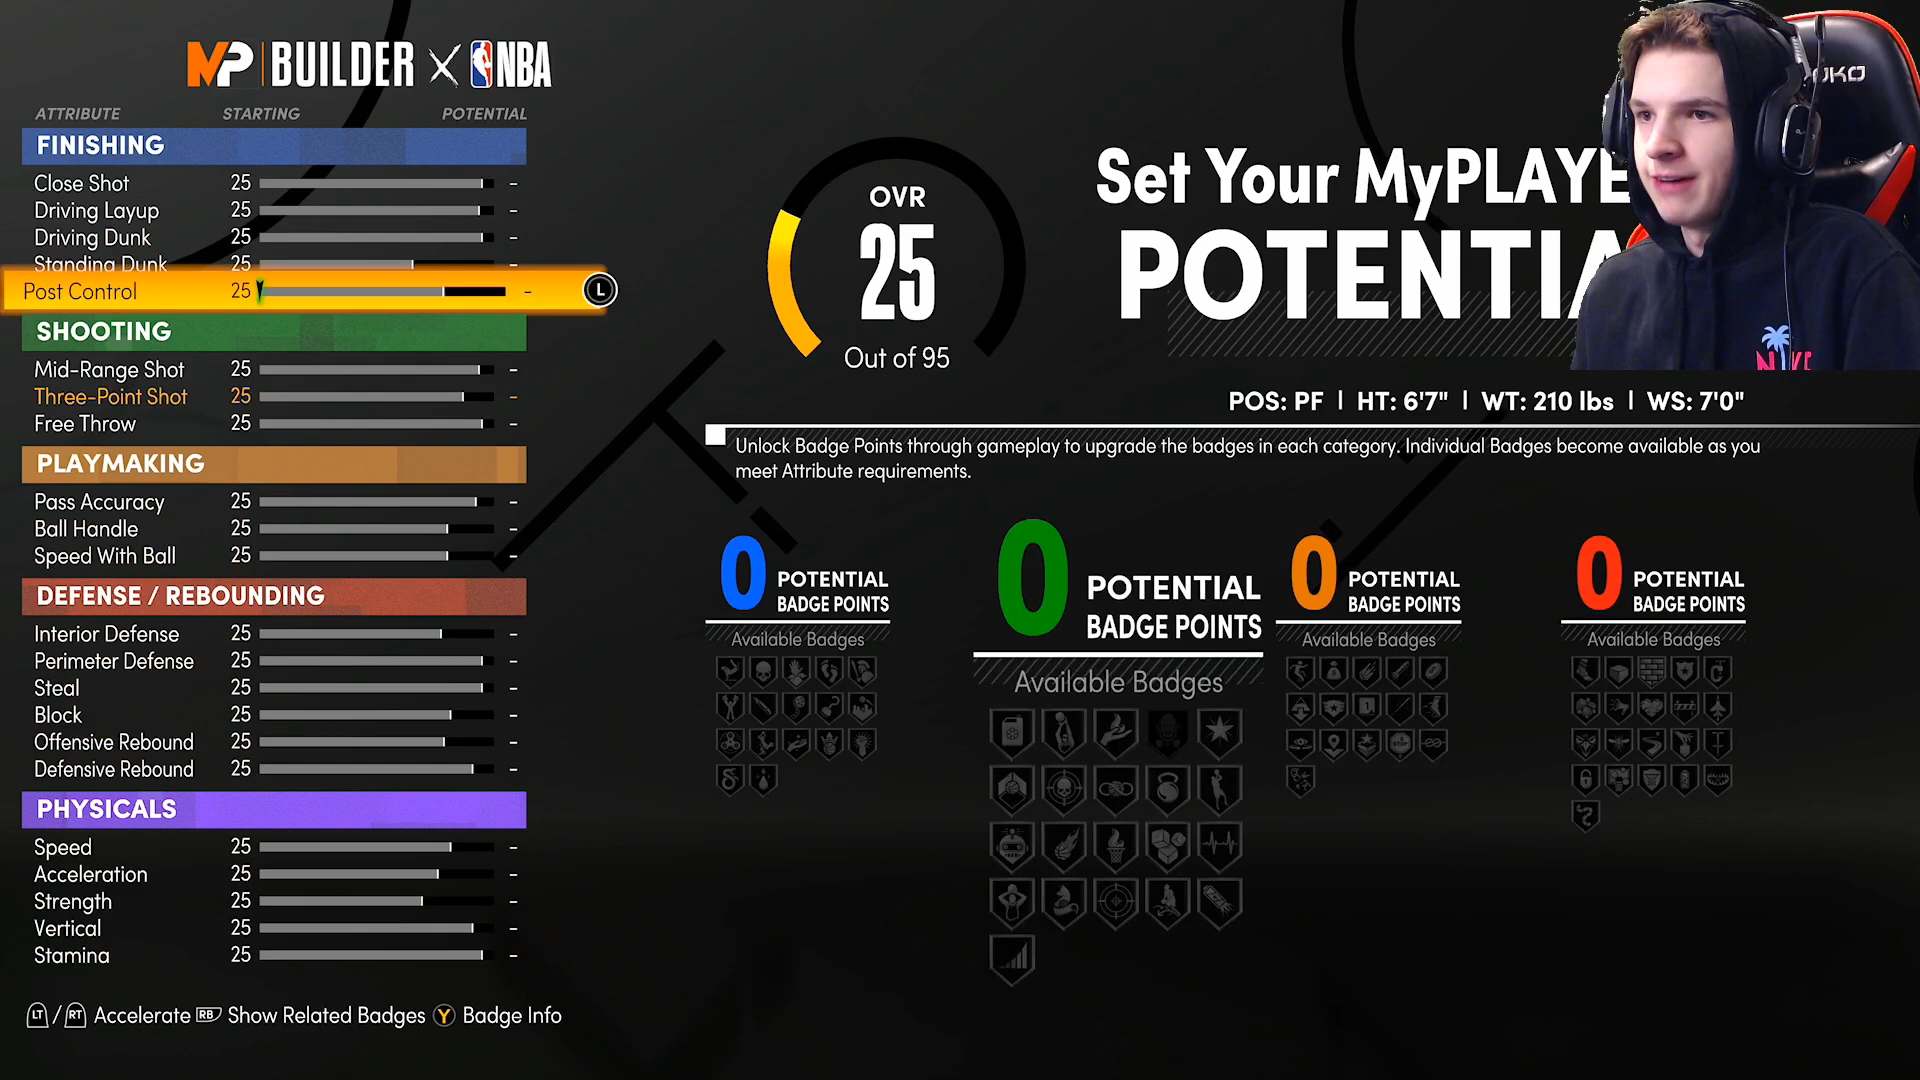 MP BUILDER X NBA
ATTRIBUTE STARTING POTENTIAL
FINISHING
Close Shot 25 -
Driving Layup 25 -
Driving Dunk 25 -
Standing Dunk 25 -
Post Control 25 - L
SHOOTING
Mid-Range Shot 25 -
Three-Point Shot 25 -
Free Throw 25 -
PLAYMAKING
Pass Accuracy 25 -
Ball Handle 25 -
Speed With Ball 25 -
DEFENSE / REBOUNDING
Interior Defense 25 -
Perimeter Defense 25 -
Steal 25 -
Block 25 -
Offensive Rebound 25 -
Defensive Rebound 25 -
PHYSICALS
Speed 25 -
Acceleration 25 -
Strength 25 -
Vertical 25 -
Stamina 25 -
LT / RT Accelerate RB Show Related Badges Y Badge Info
OVR
25
Out of 95
Set Your MyPLAYE
POTENTIA
POS: PF | HT: 6'7" | WT: 210 lbs | WS: 7'0"
Unlock Badge Points through gameplay to upgrade the badges in each category. Individual Badges become available as you
meet Attribute requirements.
0 POTENTIAL
BADGE POINTS
Available Badges
0 POTENTIAL
BADGE POINTS
Available Badges
0 POTENTIAL
BADGE POINTS
Available Badges
0 POTENTIAL
BADGE POINTS
Available Badges